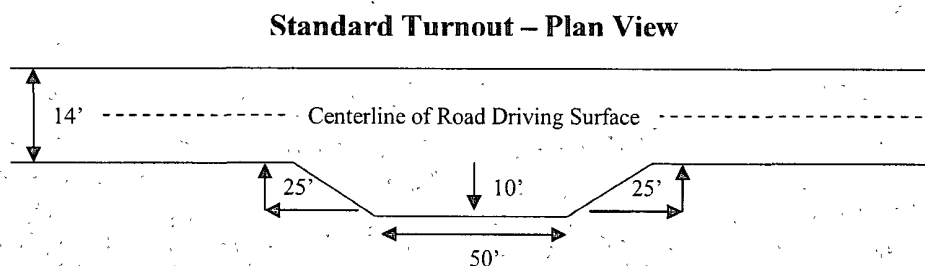 Standard Turnout – Plan View
14'
Centerline of Road Driving Surface
25'
10'
25'
50'